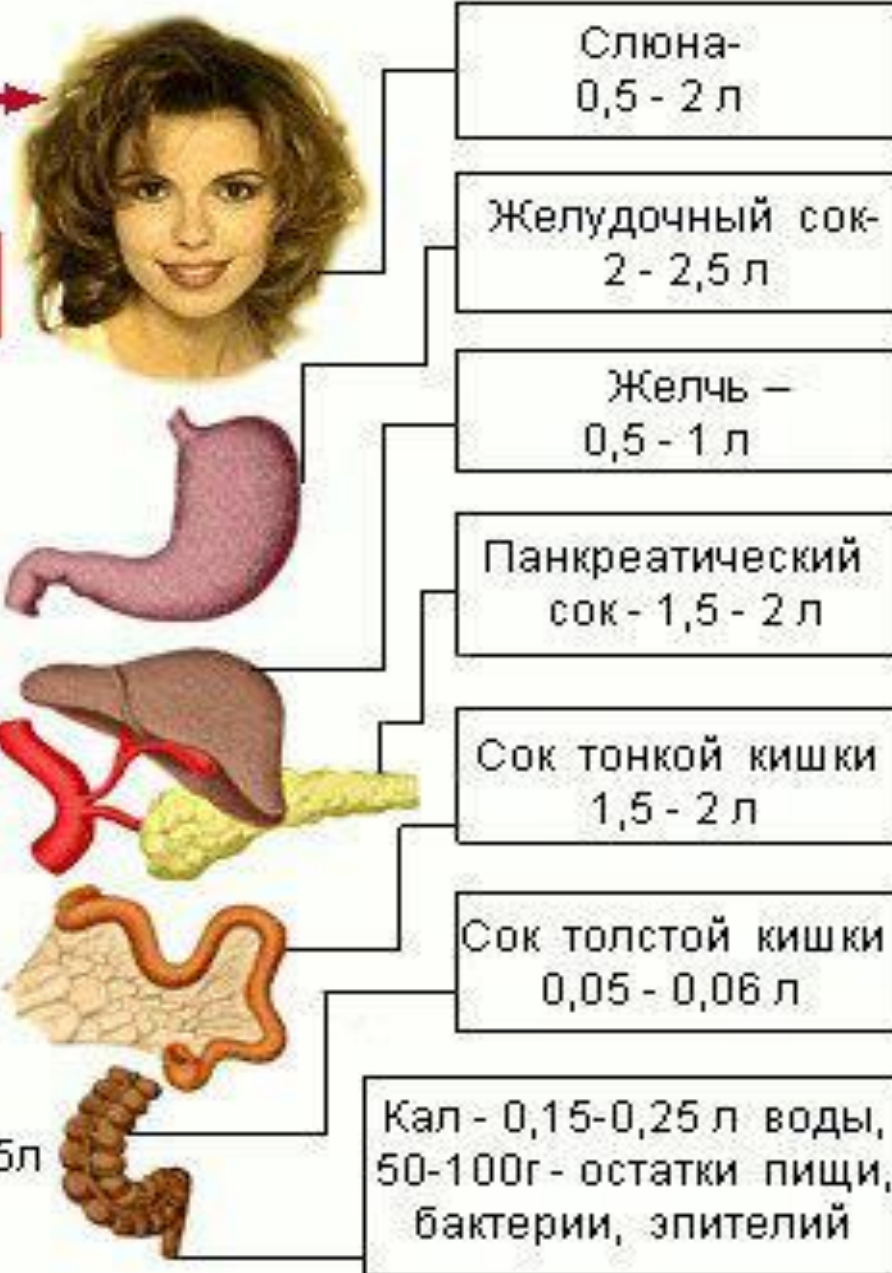 Слюна-
0,5 - 2 л
Желудочный сок-
2 - 2,5 л
Желчь –
0,5 - 1 л
Панкреатический
сок - 1,5 - 2 л
Сок тонкой кишки
1,5 - 2 л
Сок толстой кишки
0,05 - 0,06 л
5л
Кал - 0,15-0,25 л воды,
50-100г - остатки пищи,
бактерии, эпителий